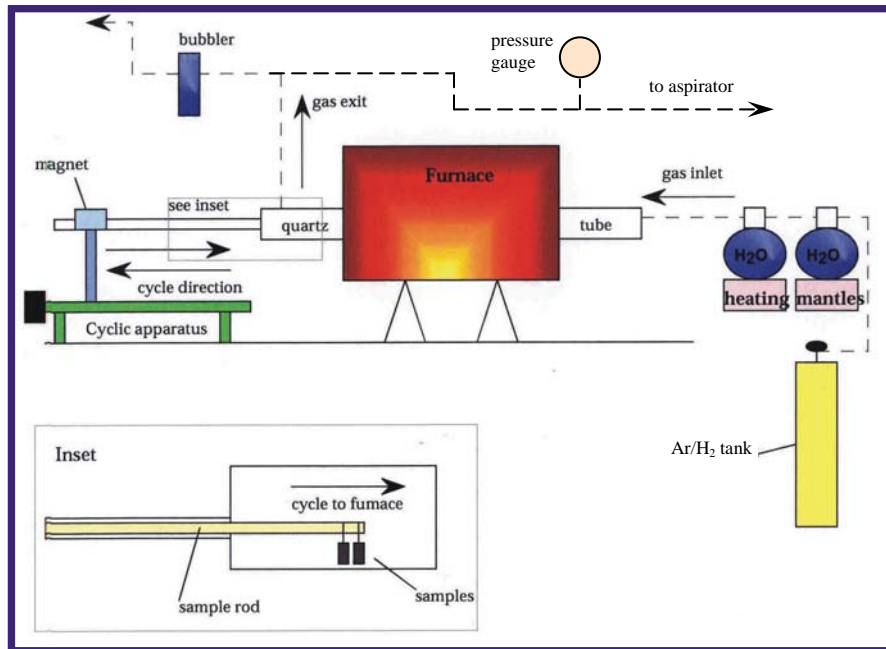 bubbler
pressure
gauge
to aspirator
gas exit
magnet
Furnace
gas inlet
see inset
quartz
tube
H2O
H2O
cycle direction
heating mantles
Cyclic apparatus
Ar/H₂ tank
Inset
cycle to furnace
samples
sample rod